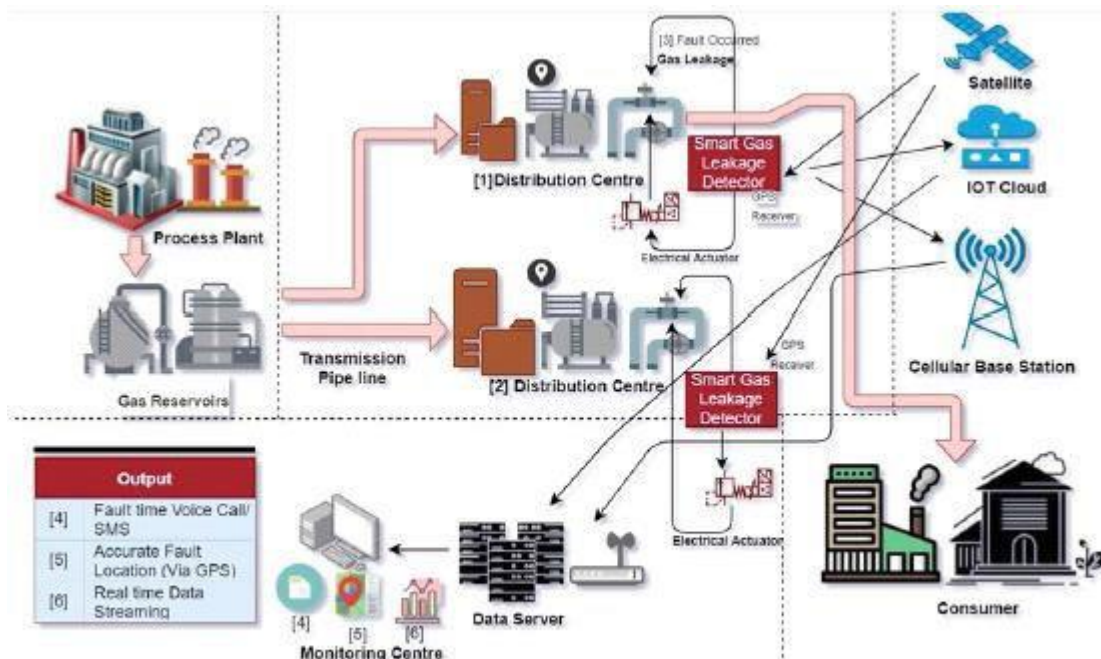 [3] Fault Occurred
Gas Leakage
Satellite
Smart Gas
Leakage
Detector
IOT Cloud
[1]Distribution Centre
GPS
Receiver
Process Plant
Electrical Actuator
Transmission
Pipe line
GPS
Receiver
Cellular Base Station
[2] Distribution Centre
Smart Gas
Leakage
Detector
Gas Reservoirs
Output
[4] Fault time Voice Call/
SMS
[5] Accurate Fault
Location (Via GPS)
[6] Real time Data
Streaming
Electrical Actuator
Consumer
Data Server
[4]
[5]
[6]
Monitoring Centre